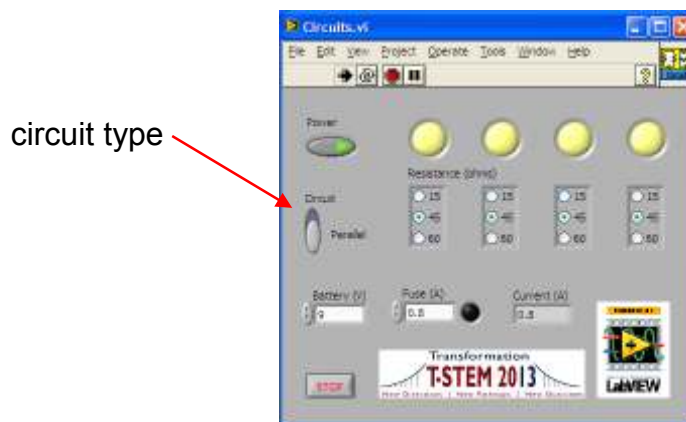 Circuits.vi
File Edit View Project Operate Tools Window Help
circuit type
Power
Resistance (ohms)
15 15 15 15
45 45 45 45
60 60 60 60
Circuit
Parallel
Battery (V) Fuse (A) Current (A)
9 0.8 0.8
STOP
Transformation
T-STEM 2013
LabVIEW